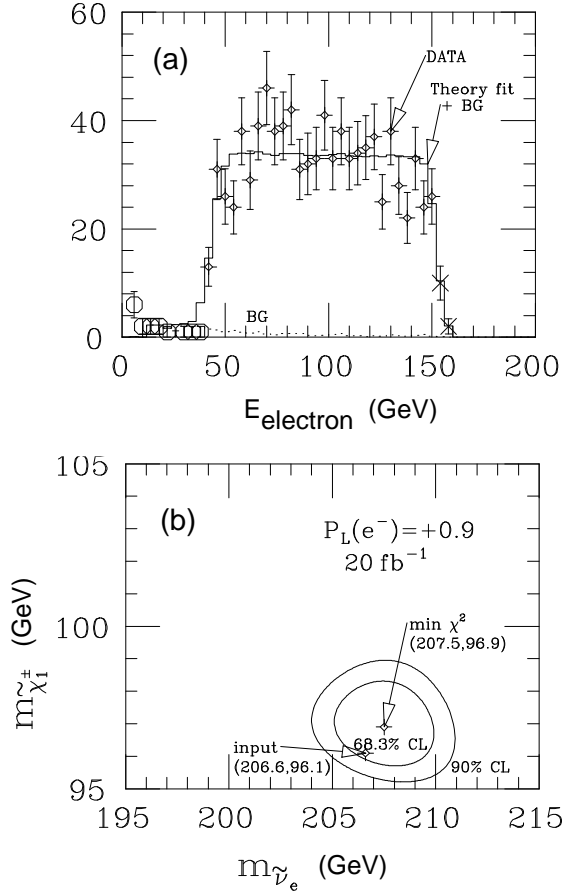 60
(a)
DATA
Theory fit
+ BG
40
20
BG
0
0 50 100 150 200
E_electron (GeV)
105
(b)
P_L(e⁻)=+0.9
20 fb⁻¹
100
min χ²
(207.5,96.9)
m_χ̃₁± (GeV)
68.3% CL
input
(206.6,96.1)
90% CL
95
195 200 205 210 215
m_ν̃_e (GeV)